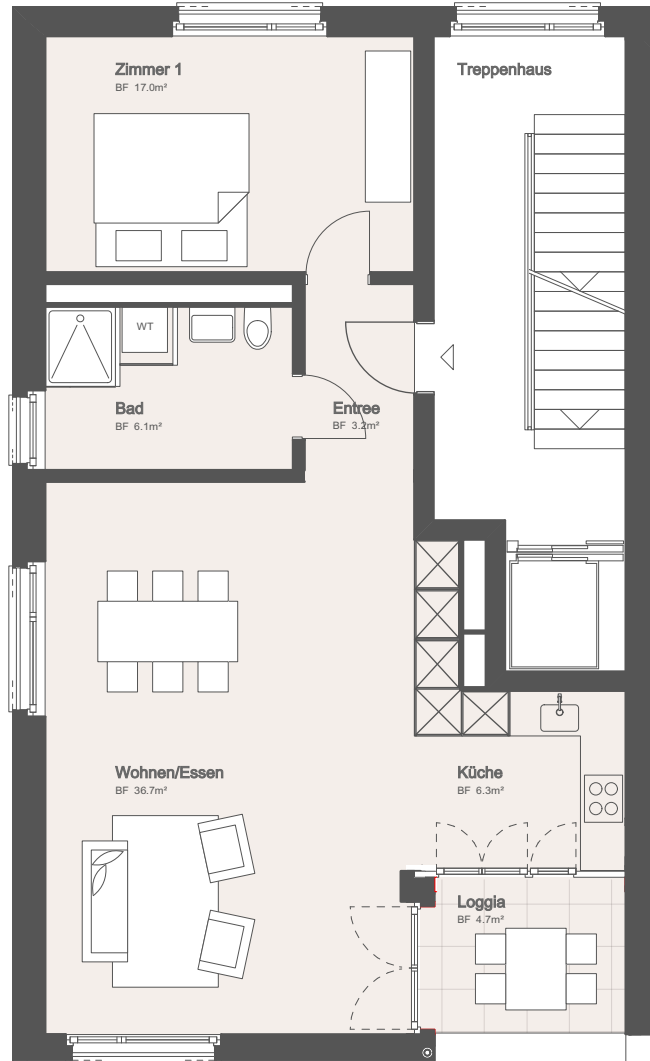 Zimmer 1
BF 17.0m²
Treppenhaus
WT
Bad
BF 6.1m²
Entree
BF 3.2m²
Wohnen/Essen
BF 36.7m²
Küche
BF 6.3m²
Loggia
BF 4.7m²